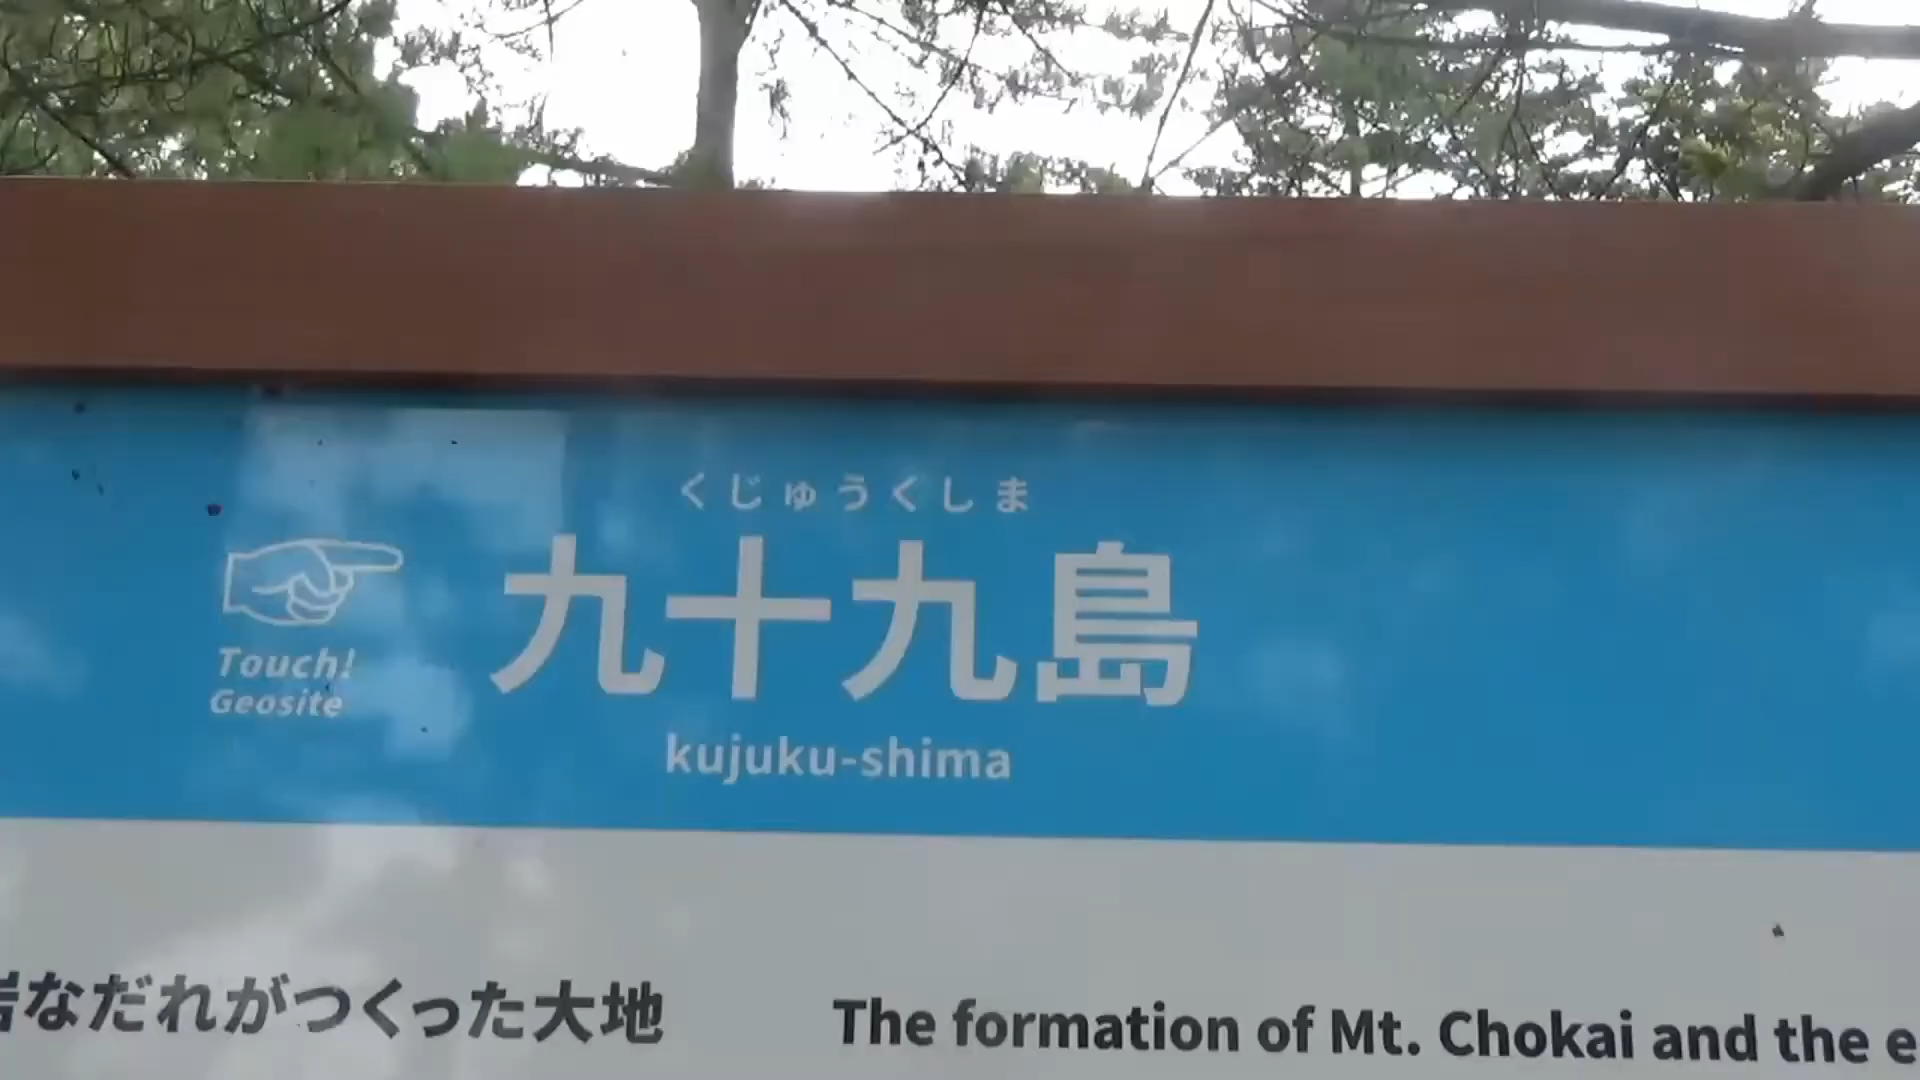 くじゅうくしま
九十九島
kujuku-shima
Touch!
Geosite
岩なだれがつくった大地
The formation of Mt. Chokai and the